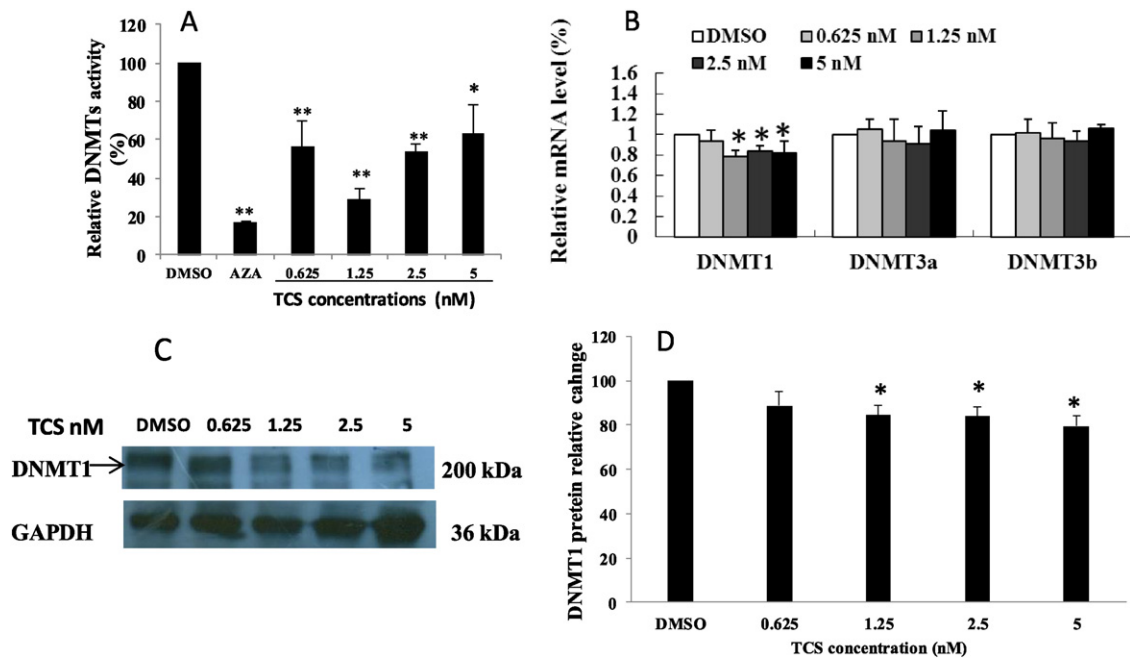 A
120
100
80
60
40
20
0
Relative DNMTs activity
(%)
**
**
**
**
*
DMSO AZA 0.625 1.25 2.5 5
TCS concentrations (nM)
B
DMSO 0.625 nM 1.25 nM
2.5 nM 5 nM
1.6
1.4
1.2
1
0.8
0.6
0.4
0.2
0
Relative mRNA level (%)
* * *
DNMT1 DNMT3a DNMT3b
C
TCS nM DMSO 0.625 1.25 2.5 5
DNMT1 200 kDa
GAPDH 36 kDa
D
120
100
80
60
40
20
0
DNMT1 pretein relative cahnge
* * *
DMSO 0.625 1.25 2.5 5
TCS concentration (nM)